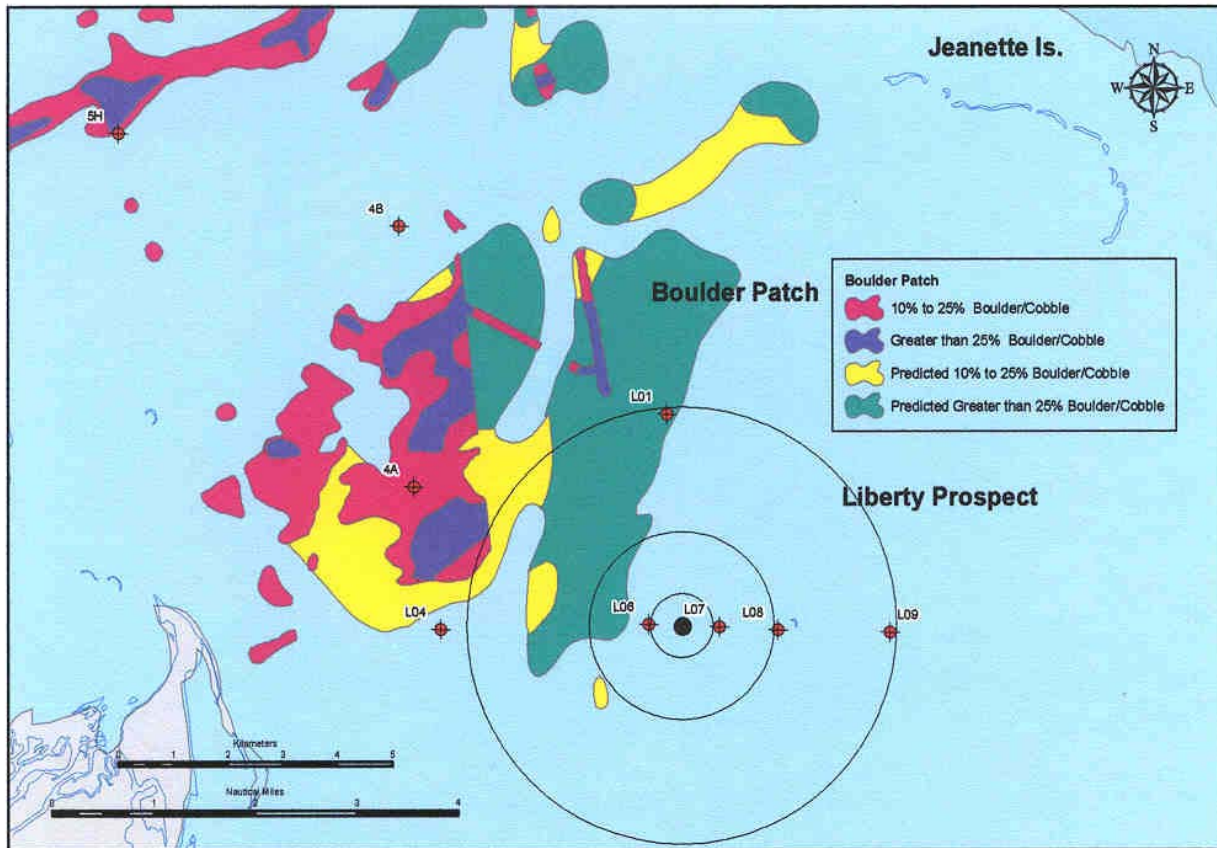 Jeanette Is.
N
W E
S
5H
4B
Boulder Patch
Boulder Patch
10% to 25% Boulder/Cobble
Greater than 25% Boulder/Cobble
Predicted 10% to 25% Boulder/Cobble
Predicted Greater than 25% Boulder/Cobble
L01
4A
Liberty Prospect
L04
L06
L07
L08
L09
Kilometers
0 1 2 3 4 5
Nautical Miles
0 1 2 3 4